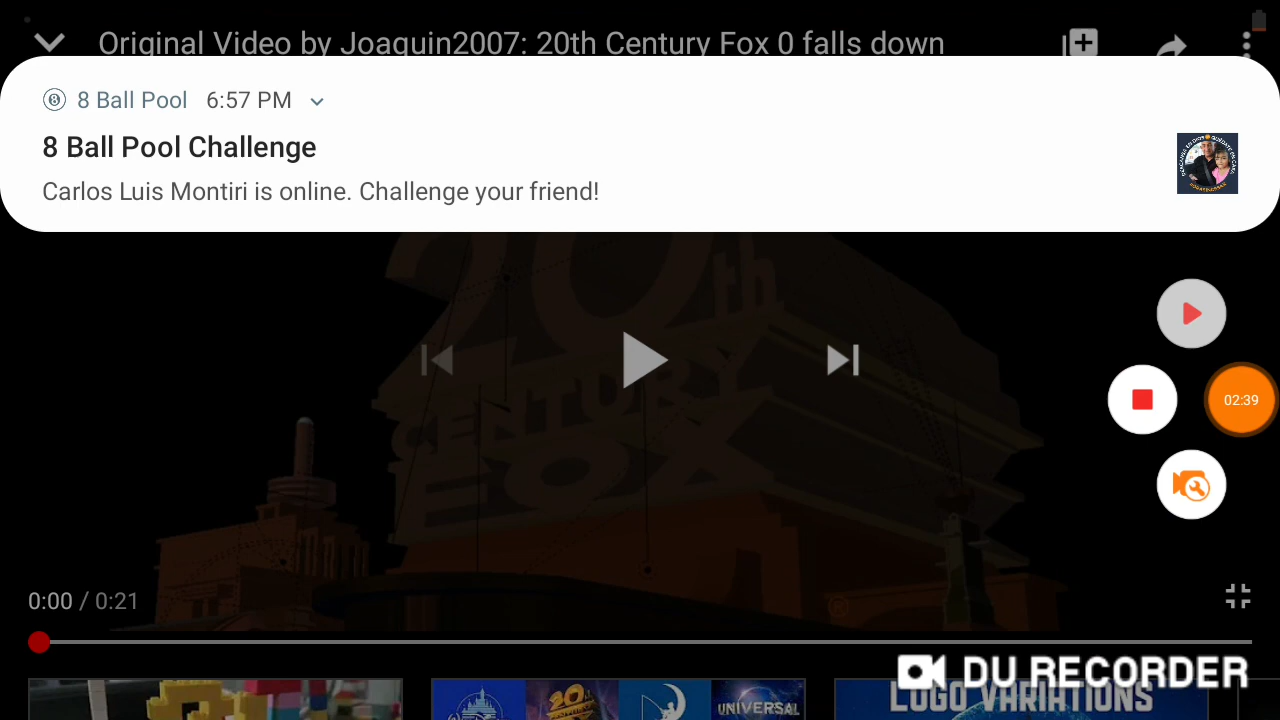 Original Video by Joaquin2007: 20th Century Fox 0 falls down
8 Ball Pool 6:57 PM
8 Ball Pool Challenge
Carlos Luis Montiri is online. Challenge your friend!
20th
CENTURY
FOX
02:39
0:00 / 0:21
DU RECORDER
20th
UNIVERSAL
LOGO VARIATIONS